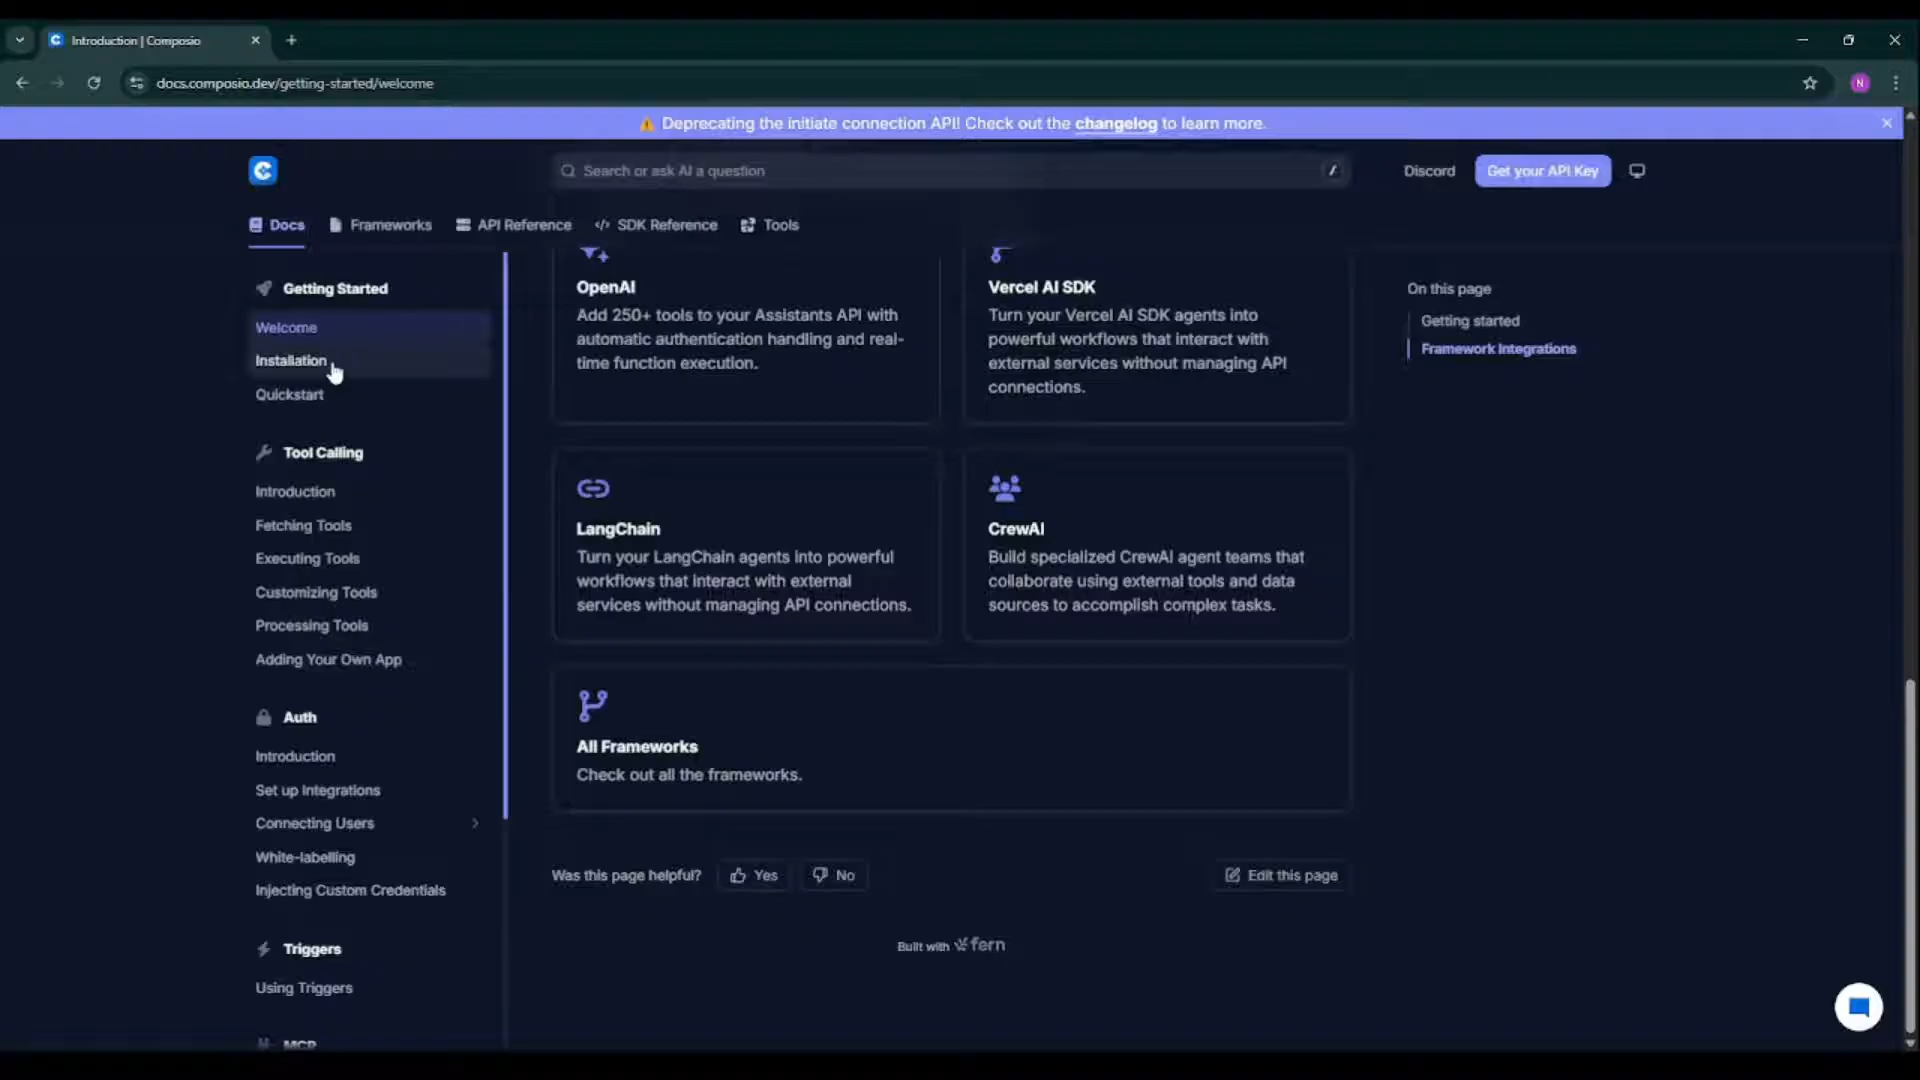 Introduction | Composio
docs.composio.dev/getting-started/welcome
N
Deprecating the initiate connection API! Check out the changelog to learn more.
Search or ask AI a question
/
Discord
Get your API Key
Docs
Frameworks
API Reference
SDK Reference
Tools
Getting Started
Welcome
Installation
Quickstart
Tool Calling
Introduction
Fetching Tools
Executing Tools
Customizing Tools
Processing Tools
Adding Your Own App
Auth
Introduction
Set up Integrations
Connecting Users
White-labelling
Injecting Custom Credentials
Triggers
Using Triggers
MCP
OpenAI
Add 250+ tools to your Assistants API with
automatic authentication handling and real-
time function execution.
Vercel AI SDK
Turn your Vercel AI SDK agents into
powerful workflows that interact with
external services without managing API
connections.
LangChain
Turn your LangChain agents into powerful
workflows that interact with external
services without managing API connections.
CrewAI
Build specialized CrewAI agent teams that
collaborate using external tools and data
sources to accomplish complex tasks.
All Frameworks
Check out all the frameworks.
Was this page helpful?
Yes
No
Edit this page
Built with fern
On this page
Getting started
Framework Integrations